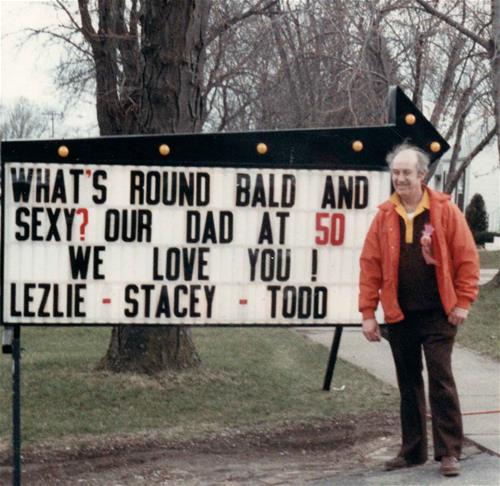 WHAT'S ROUND BALD AND
SEXY? OUR DAD AT 50
WE LOVE YOU !
LEZLIE - STACEY - TODD